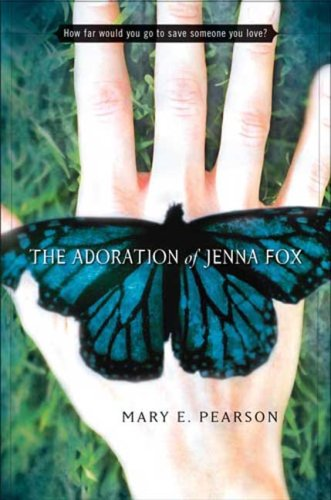 How far would you go to save someone you love?
THE ADORATION of JENNA FOX
MARY E. PEARSON